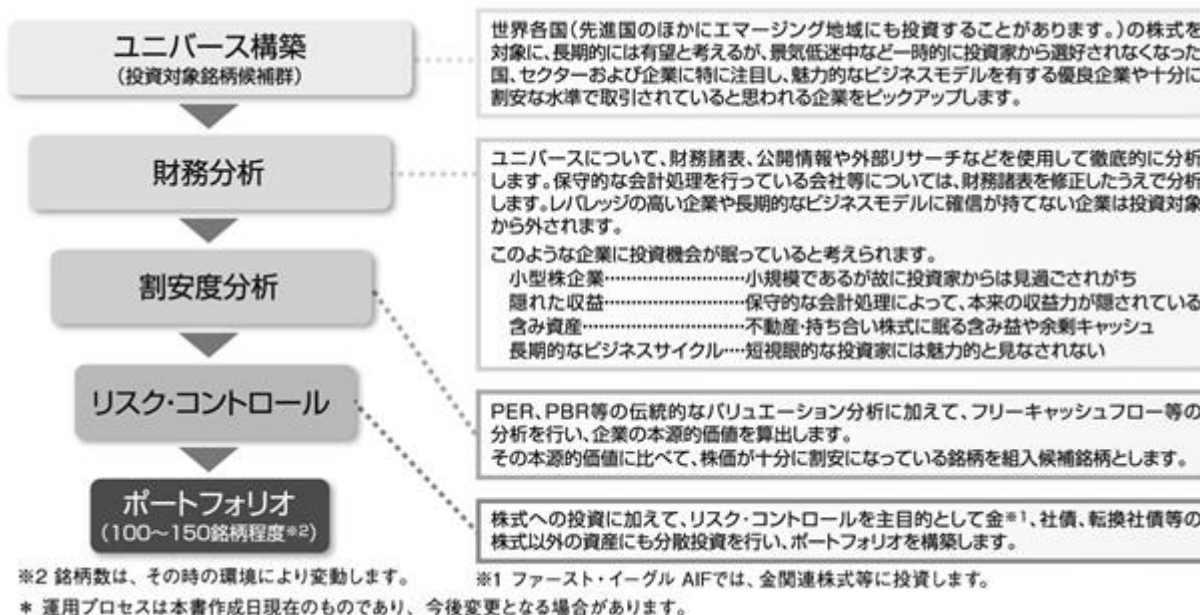 ユニバース構築
（投資対象銘柄候補群）
世界各国（先進国のほかにエマージング地域にも投資することがあります。）の株式を
対象に、長期的には有望と考えるが、景気低迷中など一時的に投資家から選好されなくなった
国、セクターおよび企業に特に注目し、魅力的なビジネスモデルを有する優良企業や十分に
割安な水準で取引されていると思われる企業をピックアップします。
財務分析
ユニバースについて、財務諸表、公開情報や外部リサーチなどを使用して徹底的に分析
します。保守的な会計処理を行っている会社等については、財務諸表を修正したうえで分析
します。レバレッジの高い企業や長期的なビジネスモデルに確信が持てない企業は投資対象
から外されます。
このような企業に投資機会が眠っていると考えられます。
小型株企業…………………………小規模であるが故に投資家からは見過ごされがち
隠れた収益…………………………保守的な会計処理によって、本来の収益力が隠されている
含み資産……………………………不動産・持ち合い株式に眠る含み益や余剰キャッシュ
長期的なビジネスサイクル‥‥短視眼的な投資家には魅力的と見なされない
割安度分析
PER、PBR等の伝統的なバリュエーション分析に加えて、フリーキャッシュフロー等の
分析を行い、企業の本源的価値を算出します。
その本源的価値に比べて、株価が十分に割安になっている銘柄を組入候補銘柄とします。
リスク・コントロール
株式への投資に加えて、リスク・コントロールを主目的として金※1、社債、転換社債等の
株式以外の資産にも分散投資を行い、ポートフォリオを構築します。
ポートフォリオ
（100～150銘柄程度※2）
※2 銘柄数は、その時の環境により変動します。
※1 ファースト・イーグル AIFでは、金関連株式等に投資します。
＊ 運用プロセスは本書作成日現在のものであり、今後変更となる場合があります。